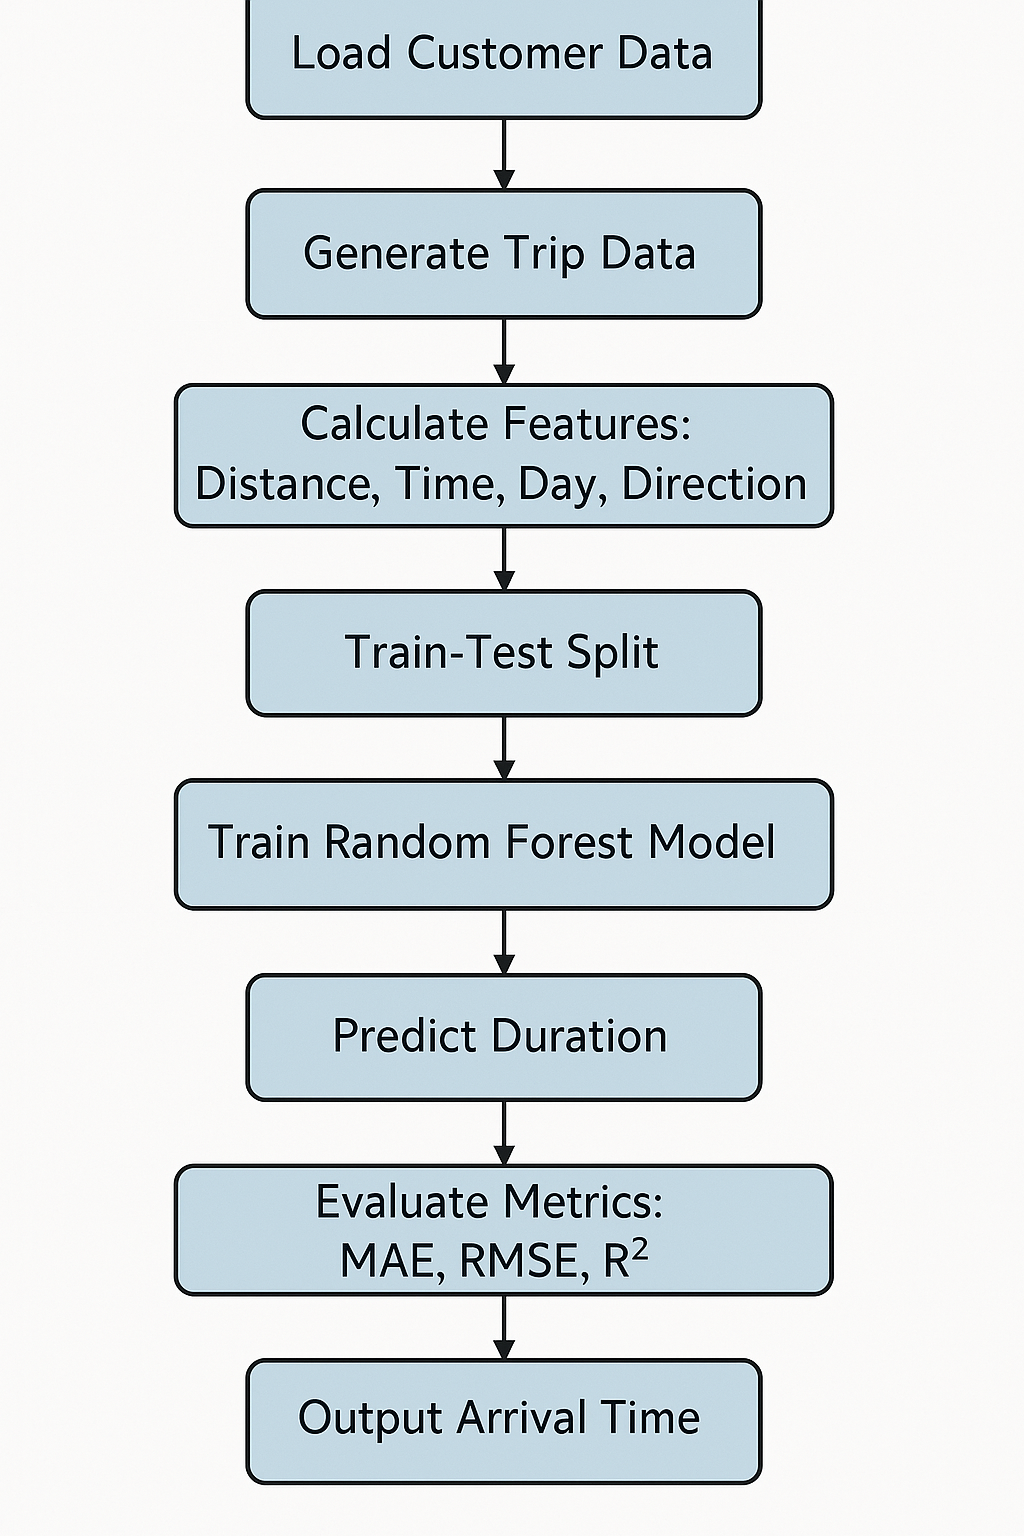 Load Customer Data
Generate Trip Data
Calculate Features:
Distance, Time, Day, Direction
Train-Test Split
Train Random Forest Model
Predict Duration
Evaluate Metrics:
MAE, RMSE, R²
Output Arrival Time